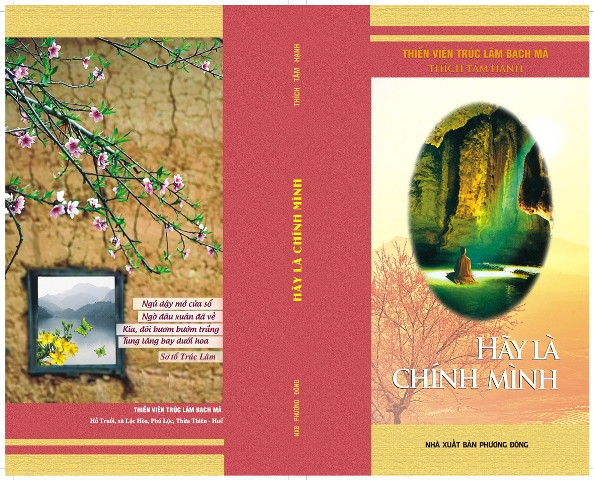 Ngủ dậy mở cửa sổ
Ngờ đâu xuân đã về
Kìa, đôi bươm bướm trắng
Tung tăng bay dưới hoa
Sơ tổ Trúc Lâm
THIỀN VIỆN TRÚC LÂM BẠCH MÃ
Hồ Truồi, xã Lộc Hòa, Phú Lộc, Thừa Thiên - Huế
THÍCH TÂM HẠNH
HÃY LÀ CHÍNH MÌNH
NXB PHƯƠNG ĐÔNG
THIỀN VIỆN TRÚC LÂM BẠCH MÃ
THÍCH TÂM HẠNH
HÃY LÀ
CHÍNH MÌNH
NHÀ XUẤT BẢN PHƯƠNG ĐÔNG